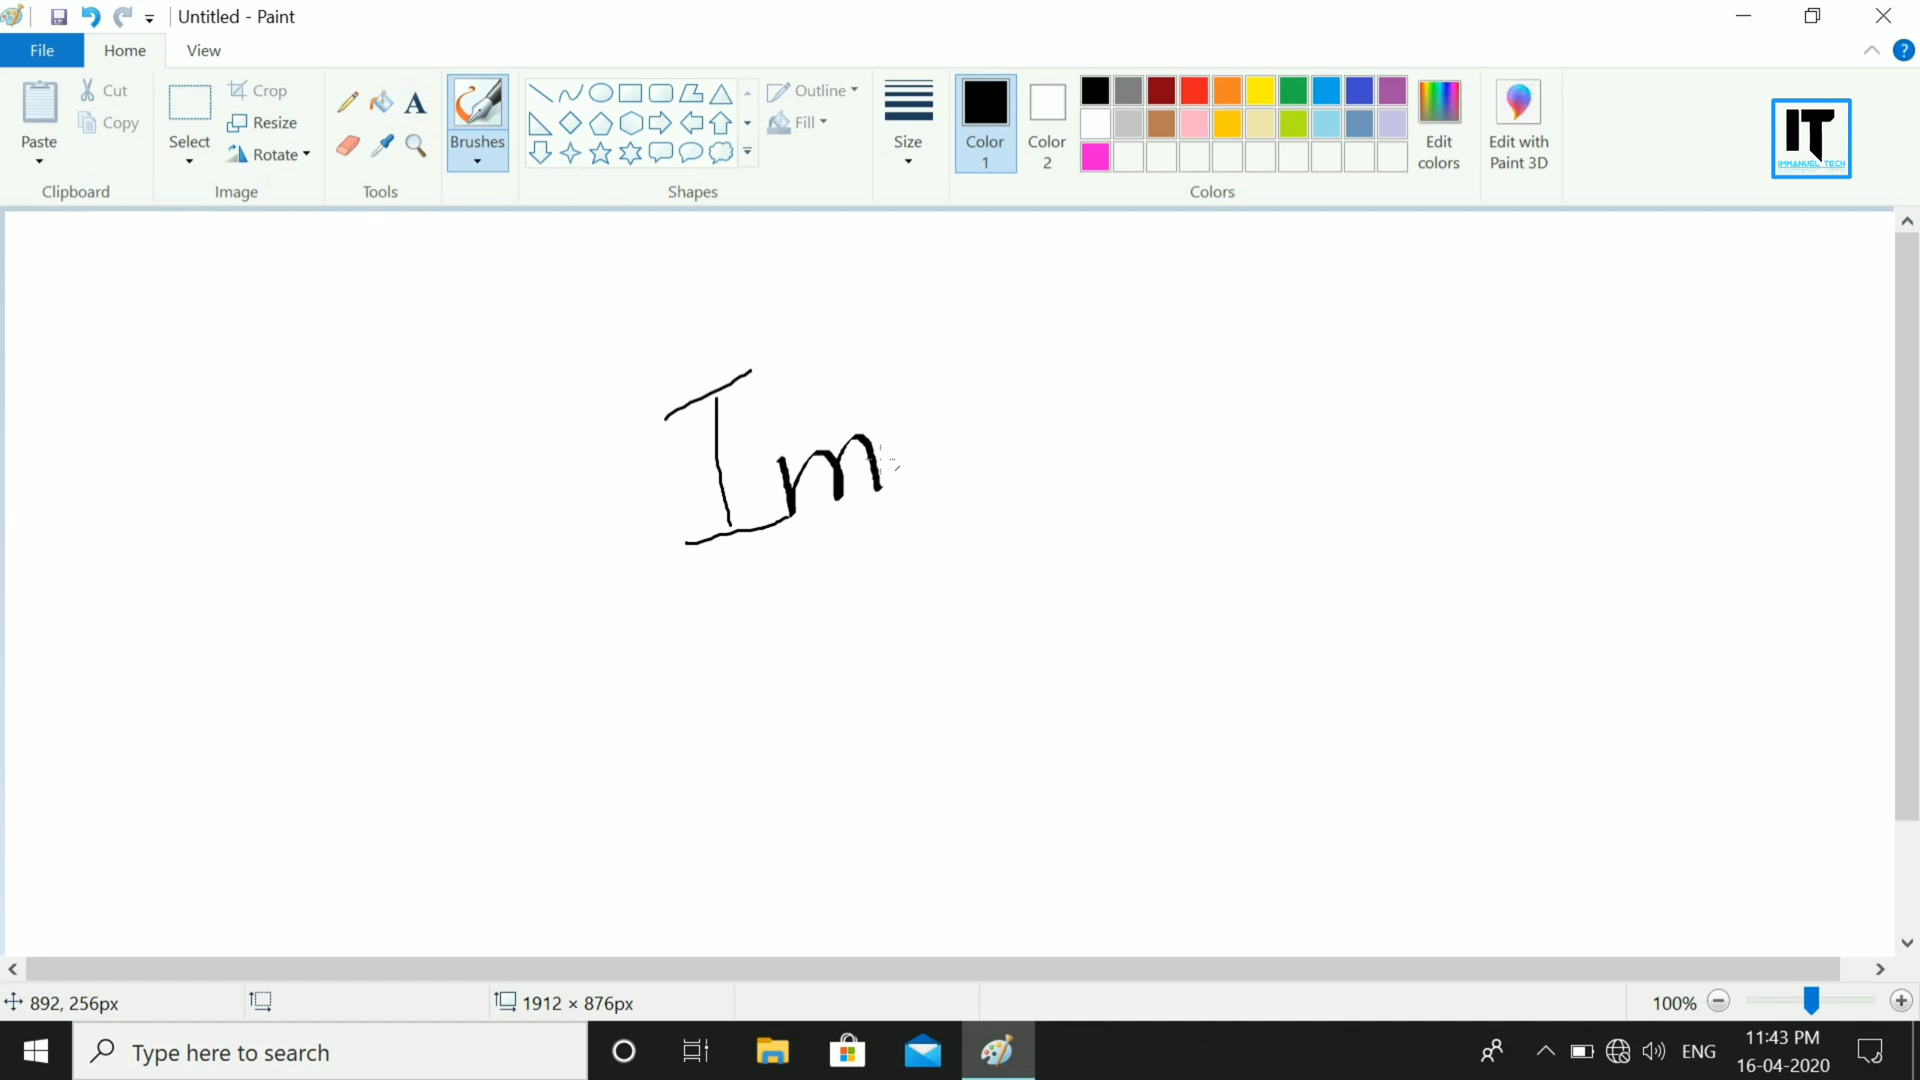 Untitled - Paint
File Home View
Paste
Cut
Copy
Clipboard
Select
Crop
Resize
Rotate
Image
Tools
Brushes
Shapes
Outline
Fill
Size
Color 1
Color 2
Colors
Edit colors
Edit with Paint 3D
IT
IMMANUEL TECH
Im
892, 256px
1912 × 876px
100%
Type here to search
ENG
11:43 PM
16-04-2020